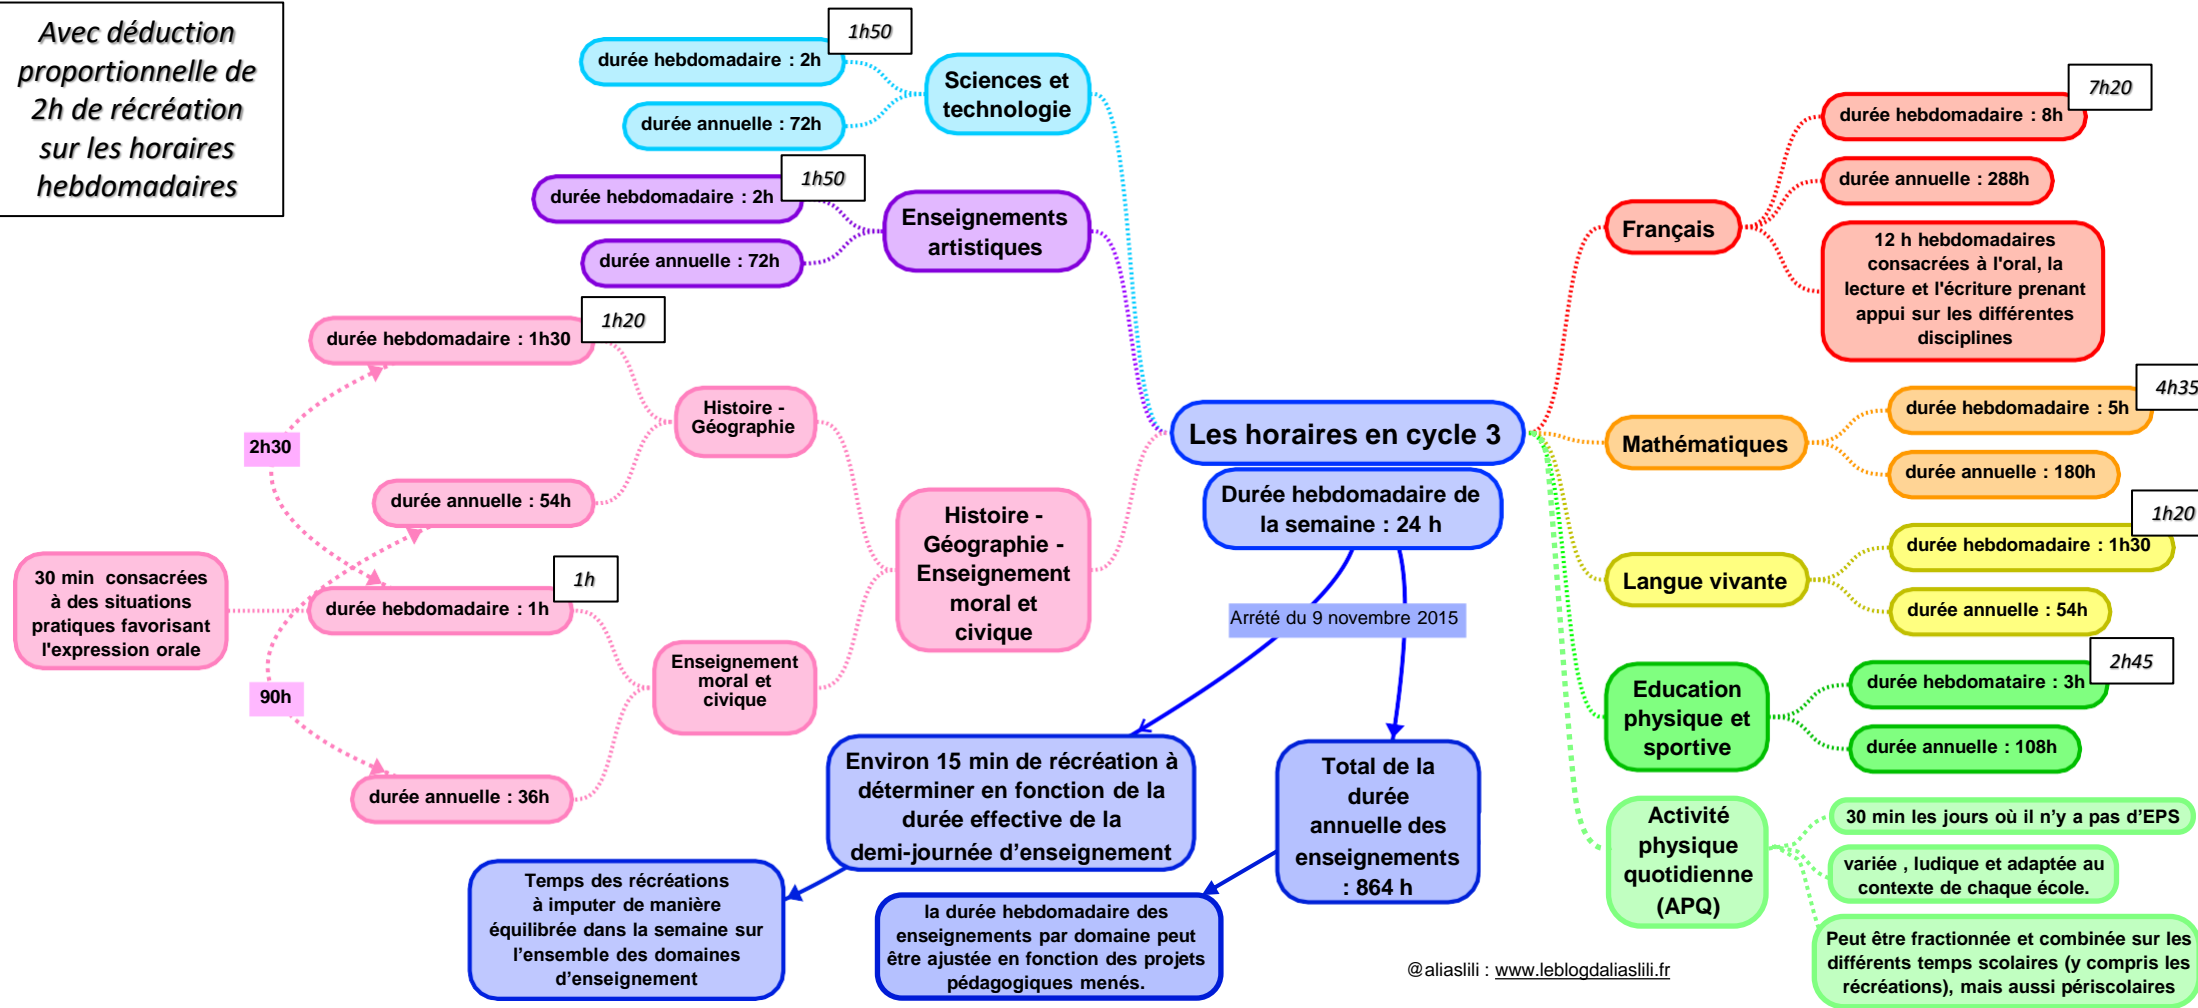 Avec déduction
proportionnelle de
2h de récréation
sur les horaires
hebdomadaires
1h50
durée hebdomadaire : 2h
Sciences et
technologie
durée annuelle : 72h
1h50
durée hebdomadaire : 2h
Enseignements
artistiques
durée annuelle : 72h
1h20
durée hebdomadaire : 1h30
Histoire -
Géographie
2h30
durée annuelle : 54h
Histoire -
Géographie -
Enseignement
moral et
civique
30 min  consacrées
à des situations
pratiques favorisant
l'expression orale
1h
durée hebdomadaire : 1h
Enseignement
moral et
civique
90h
durée annuelle : 36h
Les horaires en cycle 3
Durée hebdomadaire de
la semaine : 24 h
Arrété du 9 novembre 2015
Environ 15 min de récréation à
déterminer en fonction de la
durée effective de la
demi-journée d’enseignement
Total de la
durée
annuelle des
enseignements
: 864 h
Temps des récréations
à imputer de manière
équilibrée dans la semaine sur
l’ensemble des domaines
d’enseignement
la durée hebdomadaire des
enseignements par domaine peut
être ajustée en fonction des projets
pédagogiques menés.
7h20
durée hebdomadaire : 8h
durée annuelle : 288h
Français
12 h hebdomadaires
consacrées à l'oral, la
lecture et l'écriture prenant
appui sur les différentes
disciplines
4h35
durée hebdomadaire : 5h
Mathématiques
durée annuelle : 180h
1h20
durée hebdomadaire : 1h30
Langue vivante
durée annuelle : 54h
2h45
durée hebdomataire : 3h
Education
physique et
sportive
durée annuelle : 108h
Activité
physique
quotidienne
(APQ)
30 min les jours où il n'y a pas d’EPS
variée , ludique et adaptée au
contexte de chaque école.
Peut être fractionnée et combinée sur les
différents temps scolaires (y compris les
récréations), mais aussi périscolaires
@aliaslili : www.leblogdaliaslili.fr